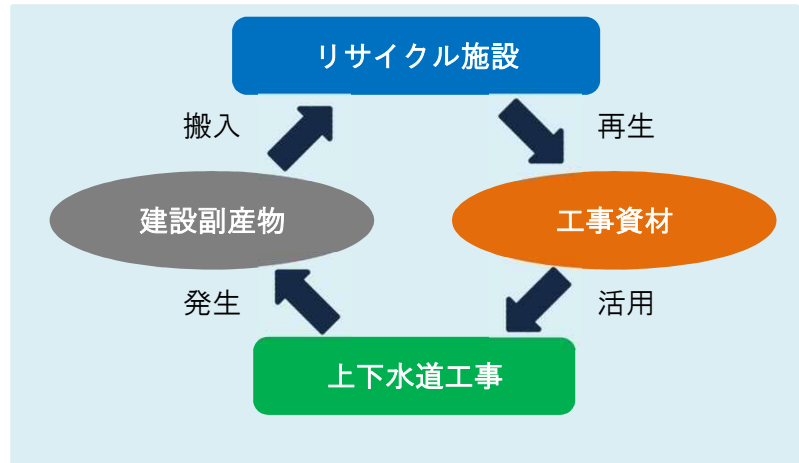 リサイクル施設
搬入
再生
建設副産物
工事資材
発生
活用
上下水道工事